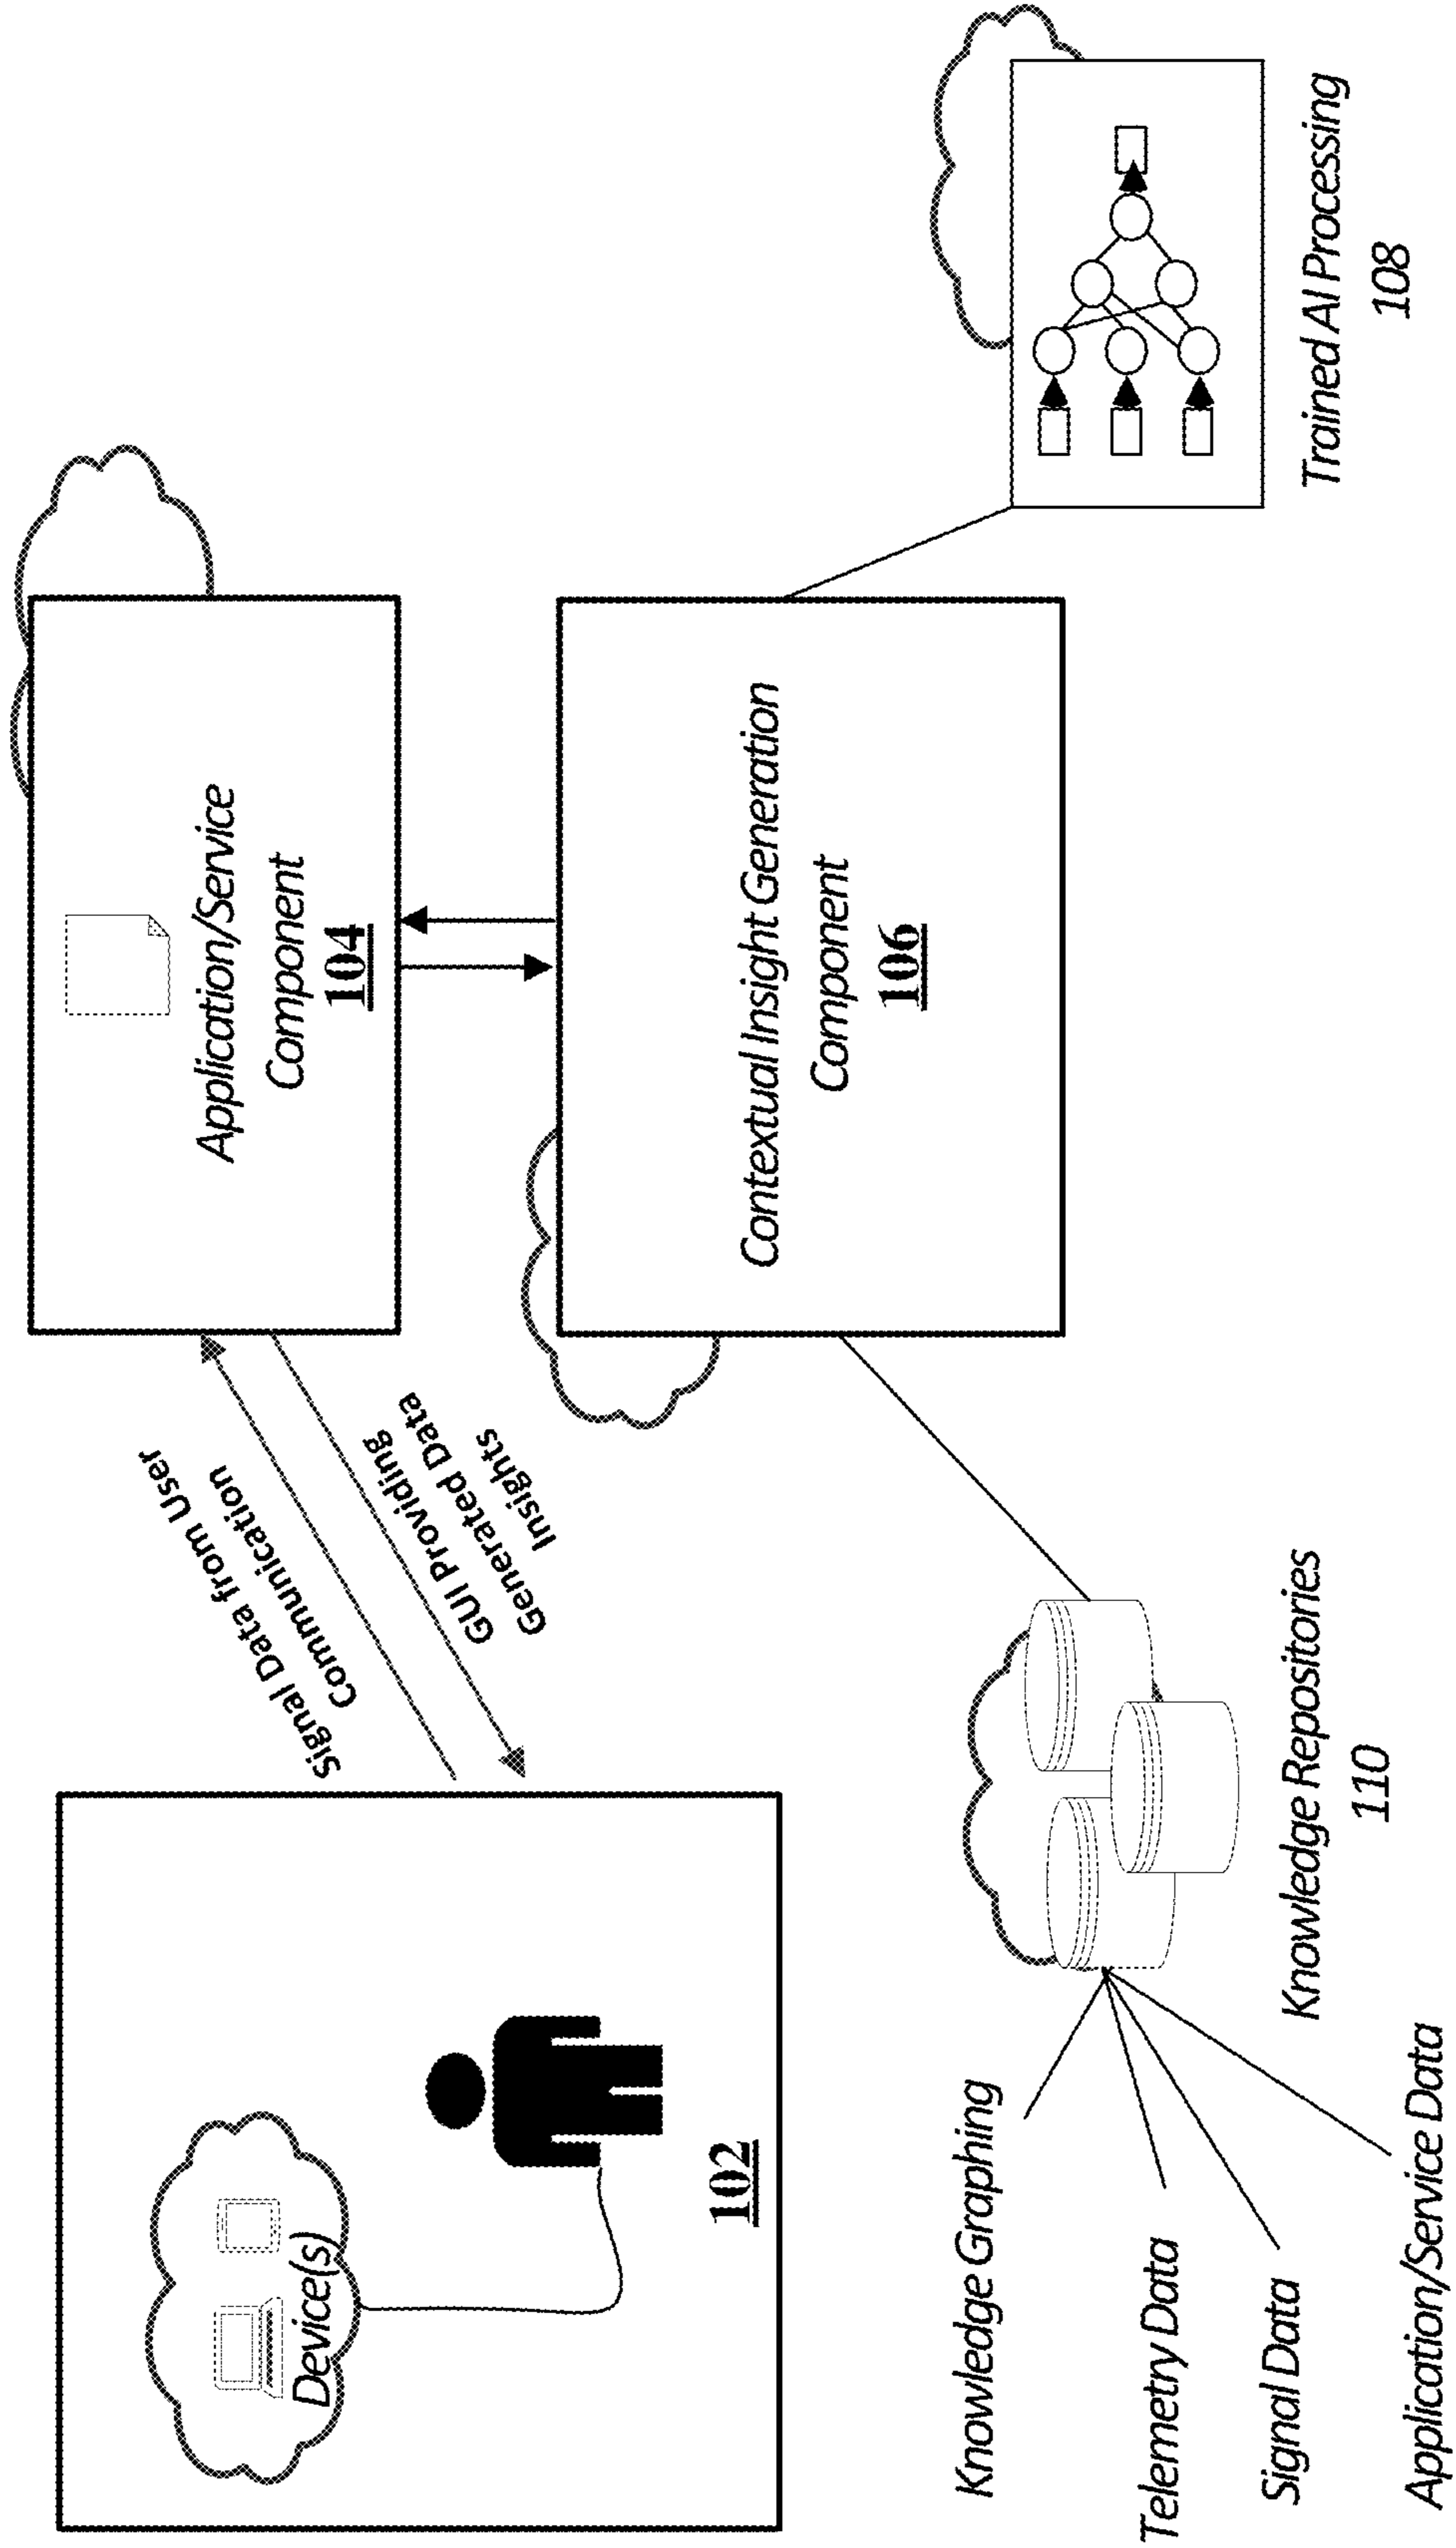 Device(s)
102
Signal Data from User
Communication
GUI Providing
Generated Data
Insights
Application/Service
Component
104
Contextual Insight Generation
Component
106
Knowledge Graphing
Telemetry Data
Signal Data
Application/Service Data
Knowledge Repositories
110
Trained AI Processing
108